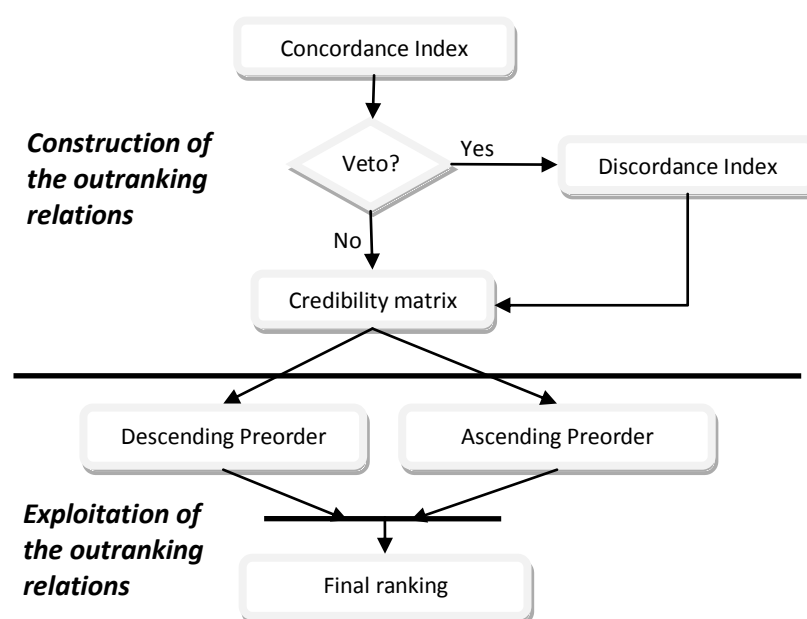 Concordance Index
Construction of
the outranking
relations
Veto?
Yes
Discordance Index
No
Credibility matrix
Descending Preorder
Ascending Preorder
Exploitation of
the outranking
relations
Final ranking